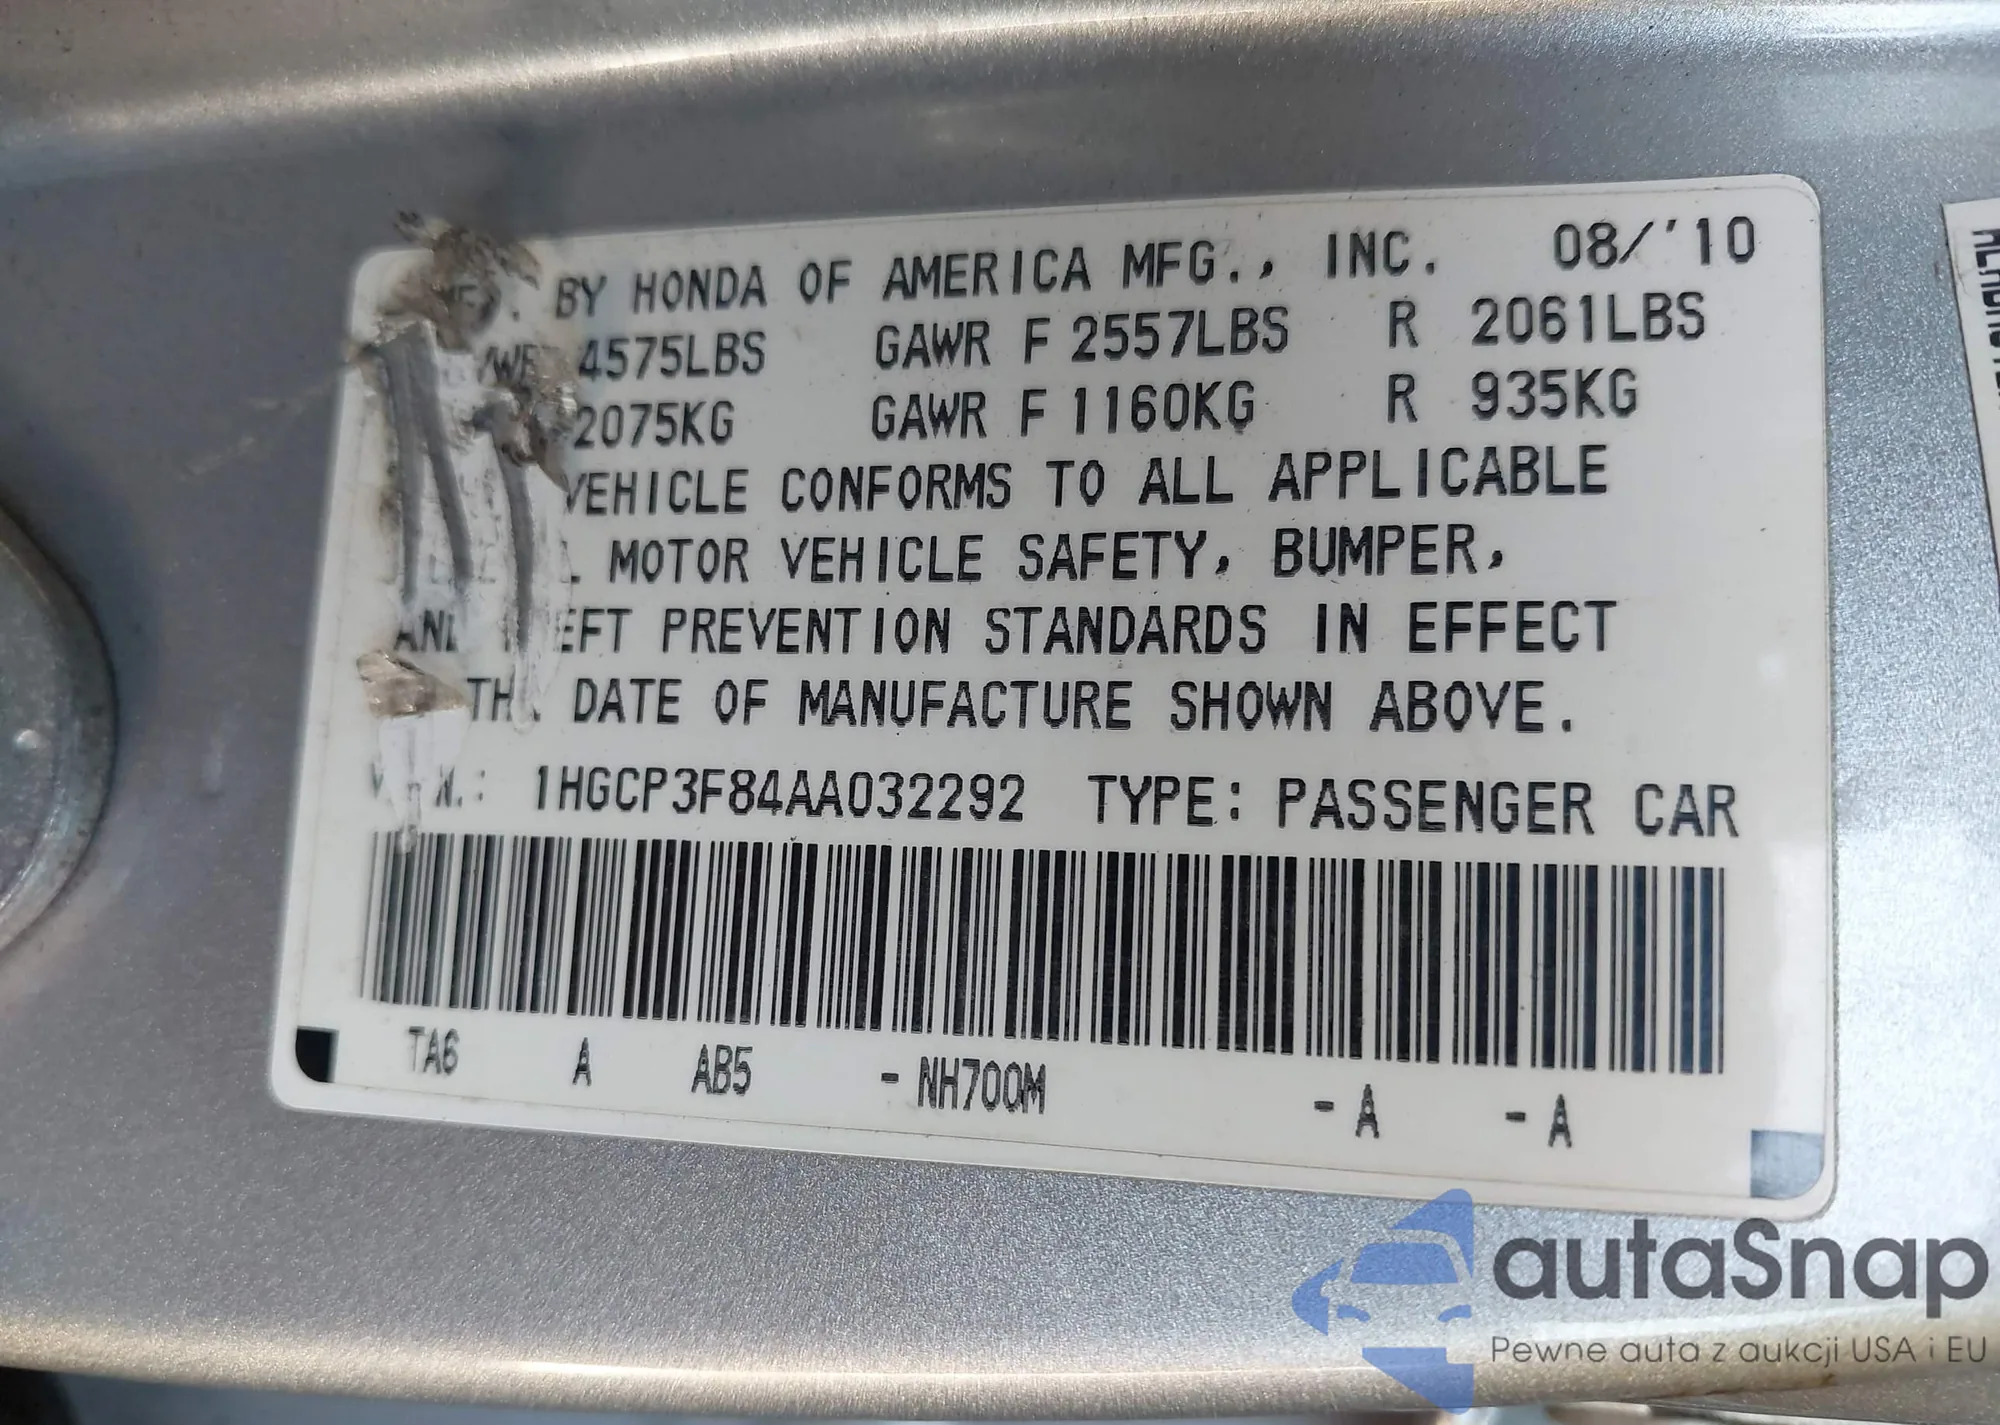 BY HONDA OF AMERICA MFG., INC. 08/'10
4575LBS GAWR F 2557LBS R 2061LBS
2075KG GAWR F 1160KG R 935KG
VEHICLE CONFORMS TO ALL APPLICABLE
MOTOR VEHICLE SAFETY, BUMPER,
PREVENTION STANDARDS IN EFFECT
DATE OF MANUFACTURE SHOWN ABOVE.
1HGCP3F84AA032292 TYPE: PASSENGER CAR
TA6 A AB5 - NH700M - A - A
autaSnap
Pewne auta z aukcji USA i EU